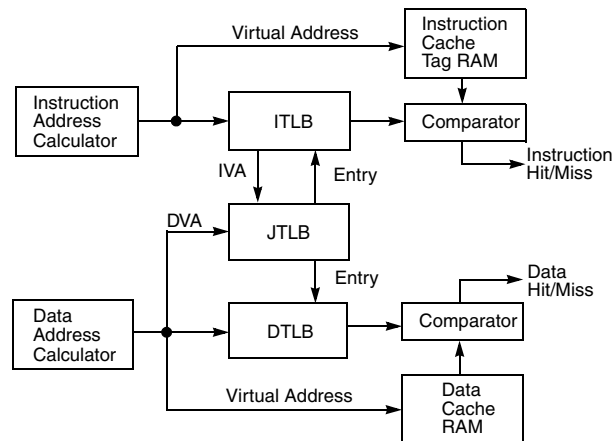 Virtual Address
Instruction
Cache
Tag RAM
Instruction
Address
Calculator
ITLB
Comparator
Instruction
Hit/Miss
IVA
Entry
DVA
JTLB
Entry
Data
Hit/Miss
Data
Address
Calculator
DTLB
Comparator
Virtual Address
Data
Cache
RAM